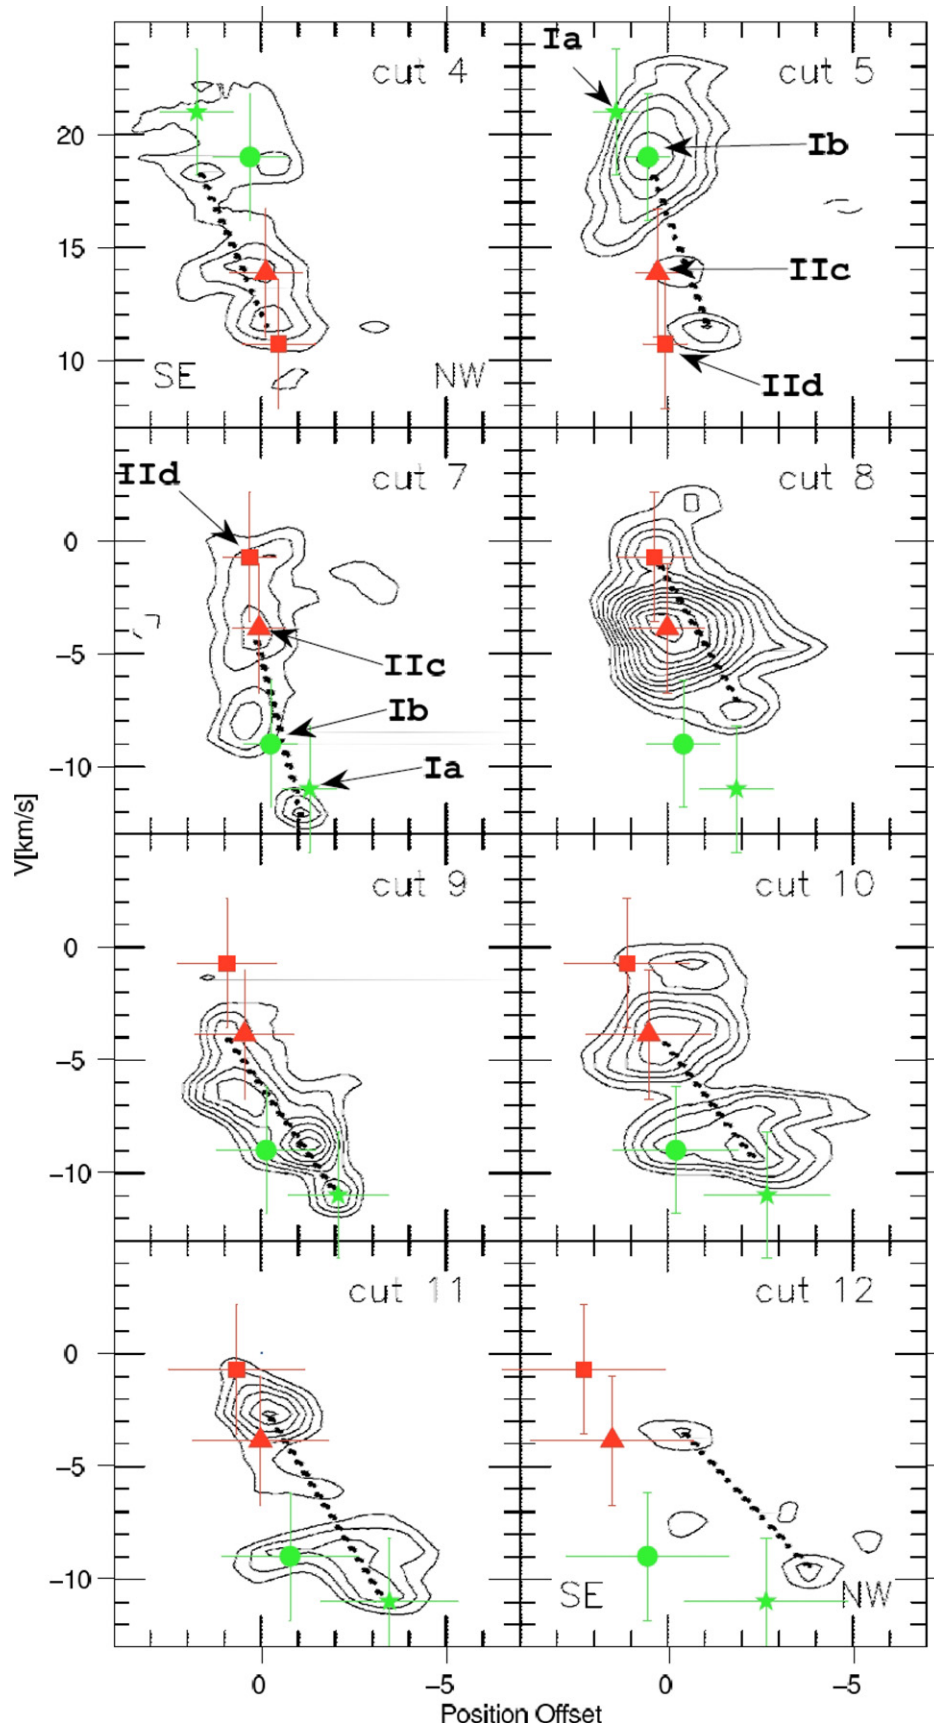 Ia
cut 4
cut 5
20
Ib
15
IIc
10
SE
NW
IId
IId
cut 7
cut 8
0
−5
IIc
Ib
Ia
−10
V[km/s]
cut 9
cut 10
0
−5
−10
cut 11
cut 12
0
−5
−10
SE
NW
0
−5
0
−5
Position Offset